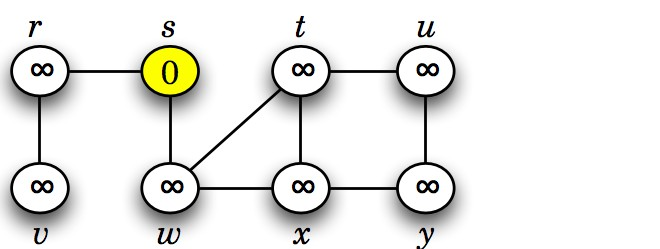 r s t u
∞ 0 ∞ ∞
∞ ∞ ∞ ∞
v w x y